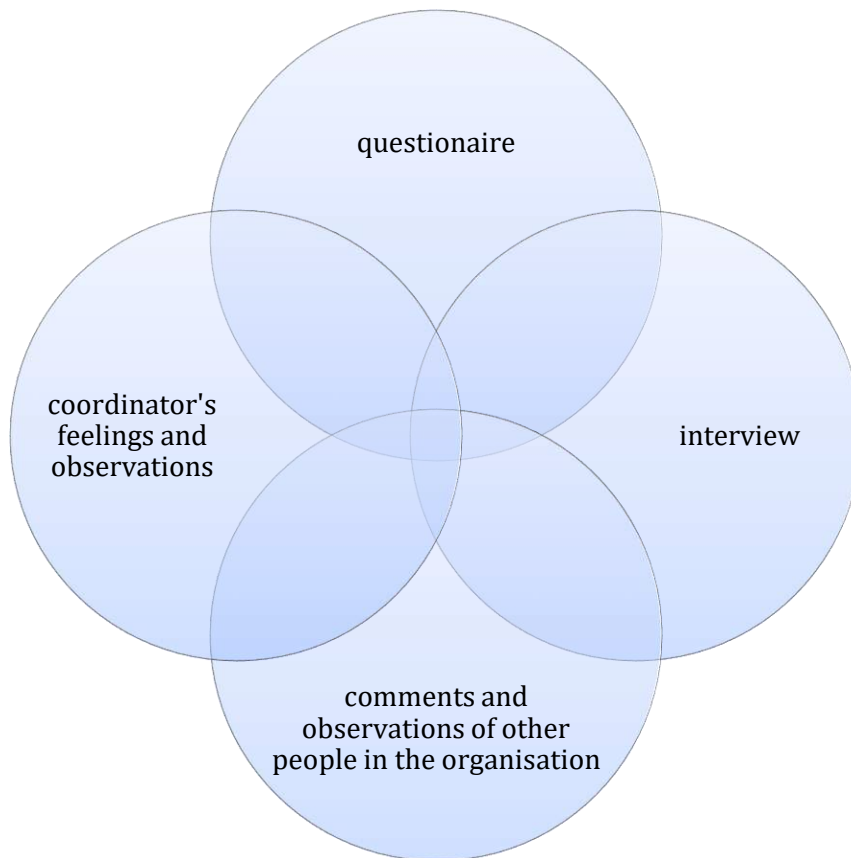 questionaire
coordinator's
feelings and
observations
interview
comments and
observations of other
people in the organisation